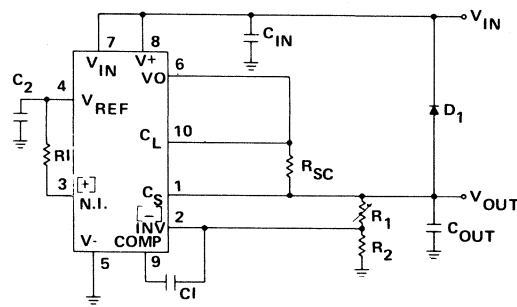 V_IN
C_IN
7
8
V_IN
V+
6
VO
C_2
4
V_REF
D_1
10
C_L
RI
R_SC
3
[+]
N.I.
1
C_S
V_OUT
[−]
2
INV
R_1
COMP
C_OUT
V-
R_2
5
9
CI